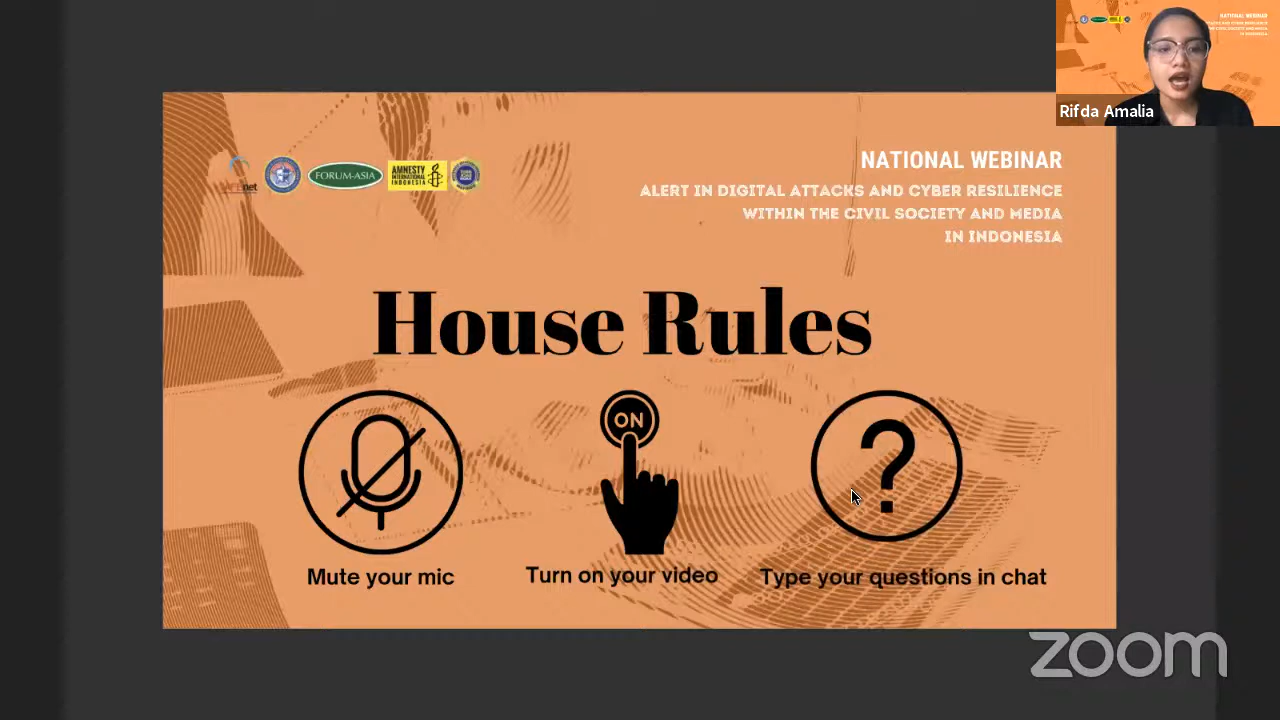 Rifda Amalia
FORUM-ASIA
AMNESTY
INTERNATIONAL
INDONESIA
NATIONAL WEBINAR
ALERT IN DIGITAL ATTACKS AND CYBER RESILIENCE
WITHIN THE CIVIL SOCIETY AND MEDIA
IN INDONESIA
House Rules
ON
?
Mute your mic
Turn on your video
Type your questions in chat
zoom